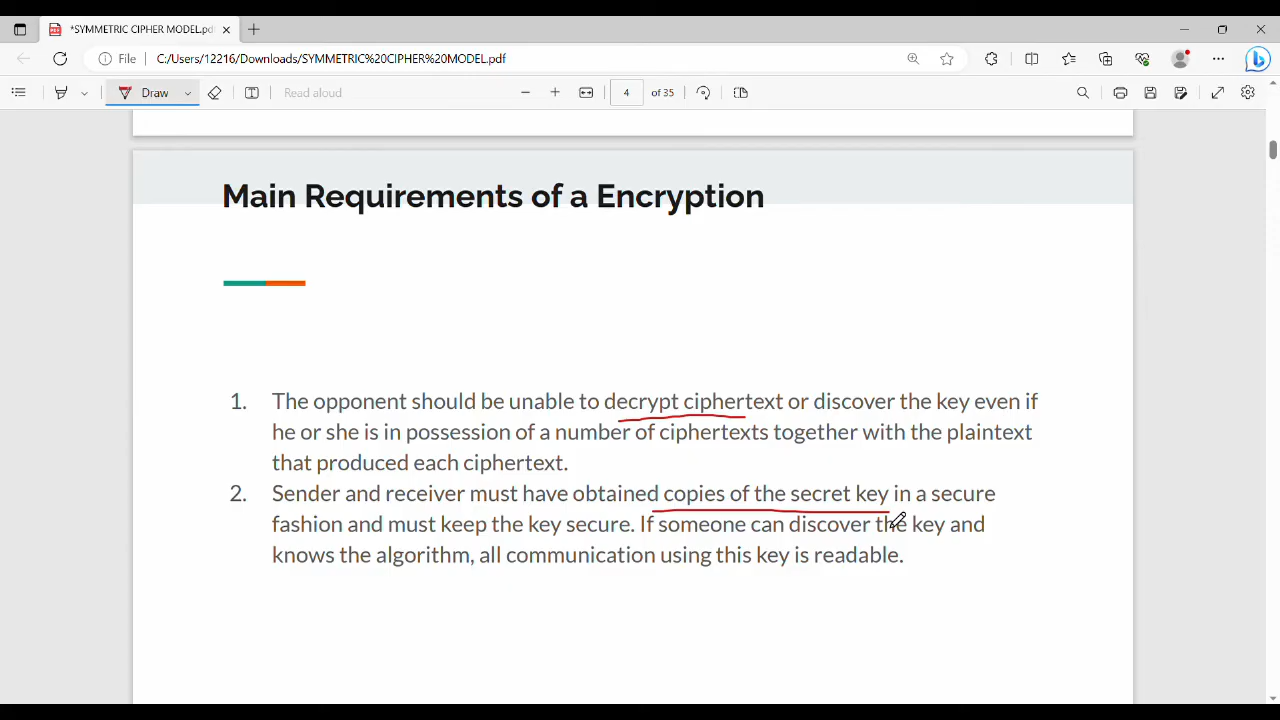 *SYMMETRIC CIPHER MODEL.pdf
File
C:/Users/12216/Downloads/SYMMETRIC%20CIPHER%20MODEL.pdf
Draw
Read aloud
4 of 35
Main Requirements of a Encryption
1. The opponent should be unable to decrypt ciphertext or discover the key even if
he or she is in possession of a number of ciphertexts together with the plaintext
that produced each ciphertext.
2. Sender and receiver must have obtained copies of the secret key in a secure
fashion and must keep the key secure. If someone can discover the key and
knows the algorithm, all communication using this key is readable.